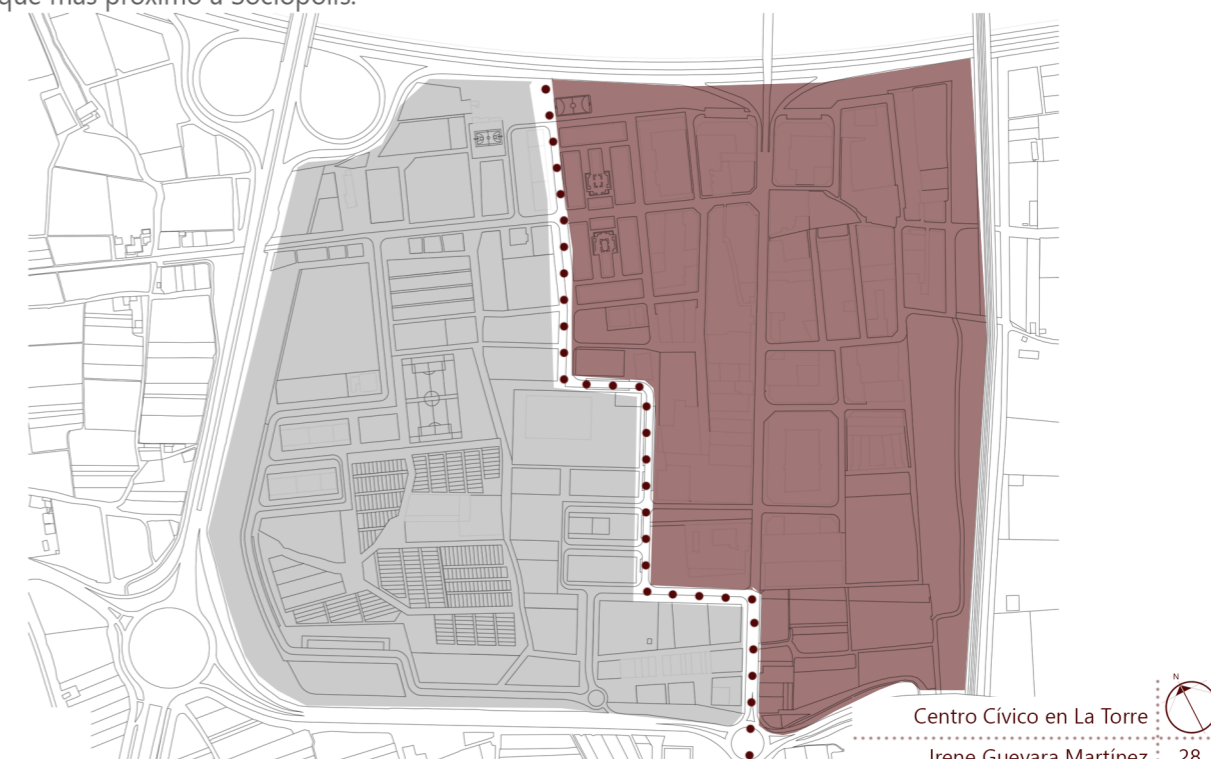 que más próximo a Sociópolis.
N
Centro Cívico en La Torre
Irene Guevara Martínez 28